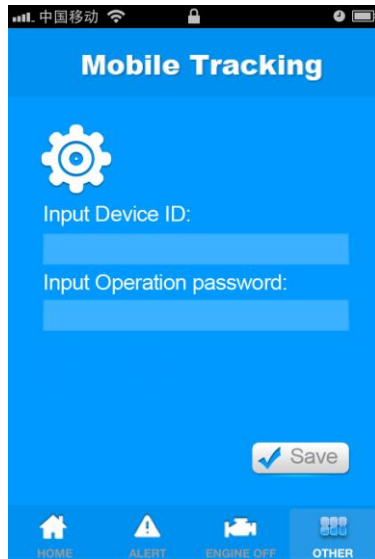 中国移动
Mobile Tracking
Input Device ID:
Input Operation password:
Save
HOME ALERT ENGINE OFF OTHER